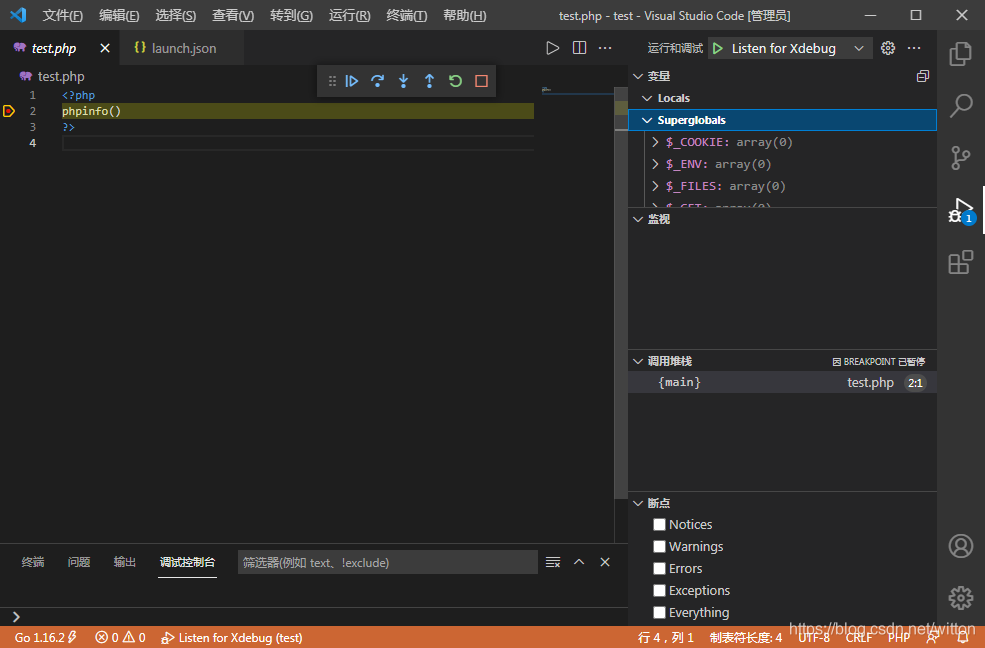 文件(F) 编辑(E) 选择(S) 查看(V) 转到(G) 运行(R) 终端(T) 帮助(H) test.php - test - Visual Studio Code [管理员]
test.php launch.json
运行和调试 Listen for Xdebug
test.php
1 <?php
2 phpinfo()
3 ?>
4
变量
Locals
Superglobals
$_COOKIE: array(0)
$_ENV: array(0)
$_FILES: array(0)
$_GET: array(0)
监视
调用堆栈 因 BREAKPOINT 已暂停
{main} test.php 2:1
断点
Notices
Warnings
Errors
Exceptions
Everything
1
终端 问题 输出 调试控制台 筛选器(例如 text、!exclude)
Go 1.16.2 0 0 Listen for Xdebug (test) 行 4，列 1 制表符长度: 4 UTF-8 CRLF PHP
https://blog.csdn.net/witton